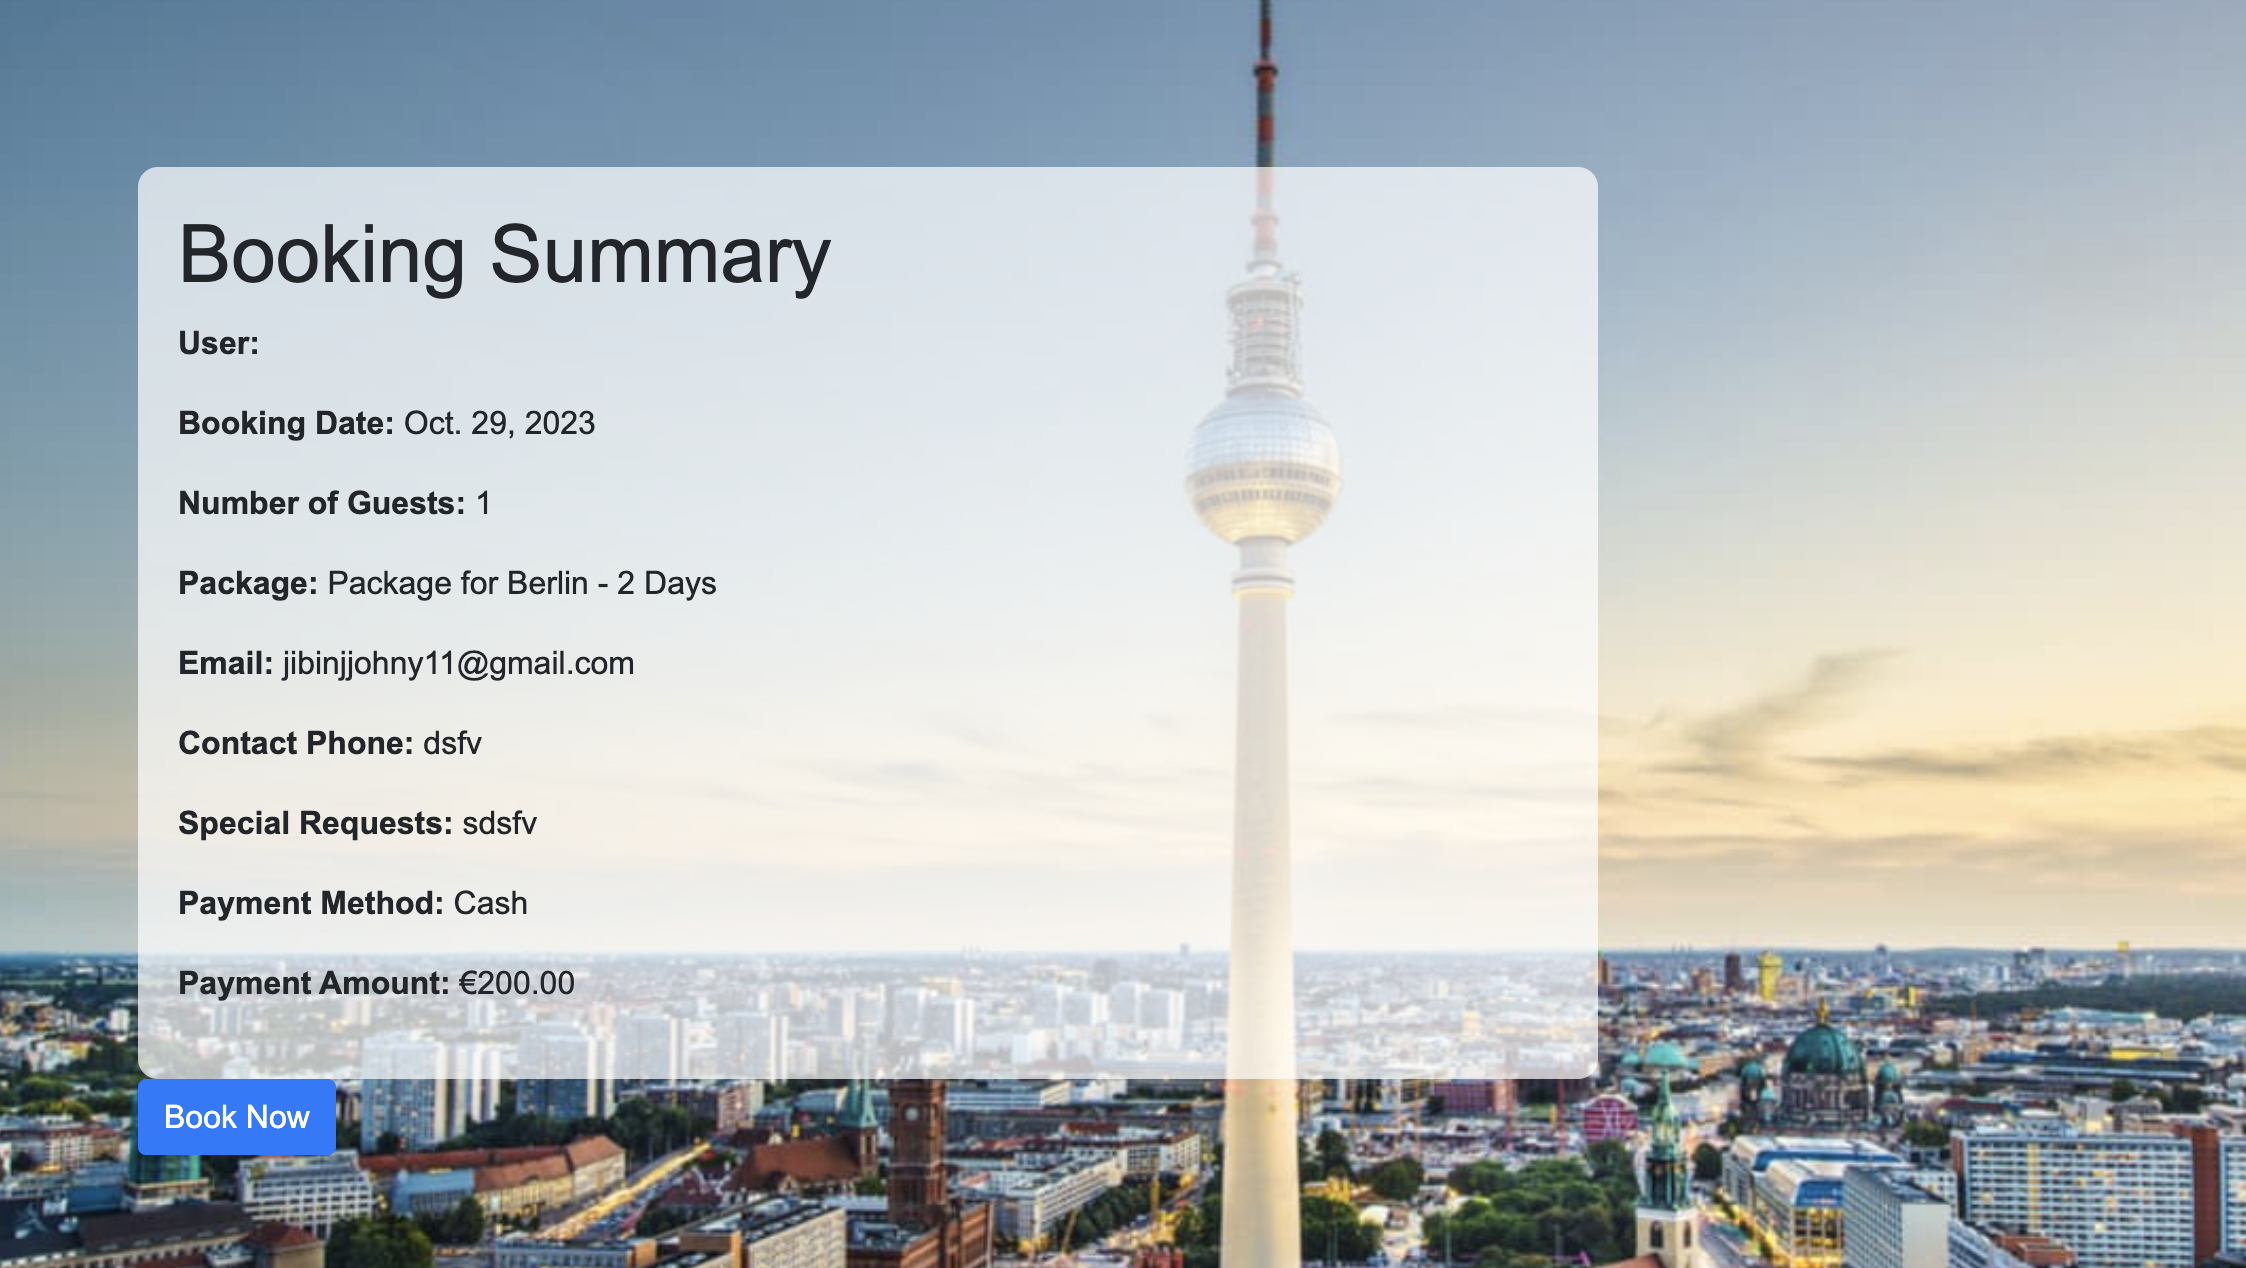 Booking Summary
User:
Booking Date: Oct. 29, 2023
Number of Guests: 1
Package: Package for Berlin - 2 Days
Email: jibinjjohny11@gmail.com
Contact Phone: dsfv
Special Requests: sdsfv
Payment Method: Cash
Payment Amount: €200.00
Book Now